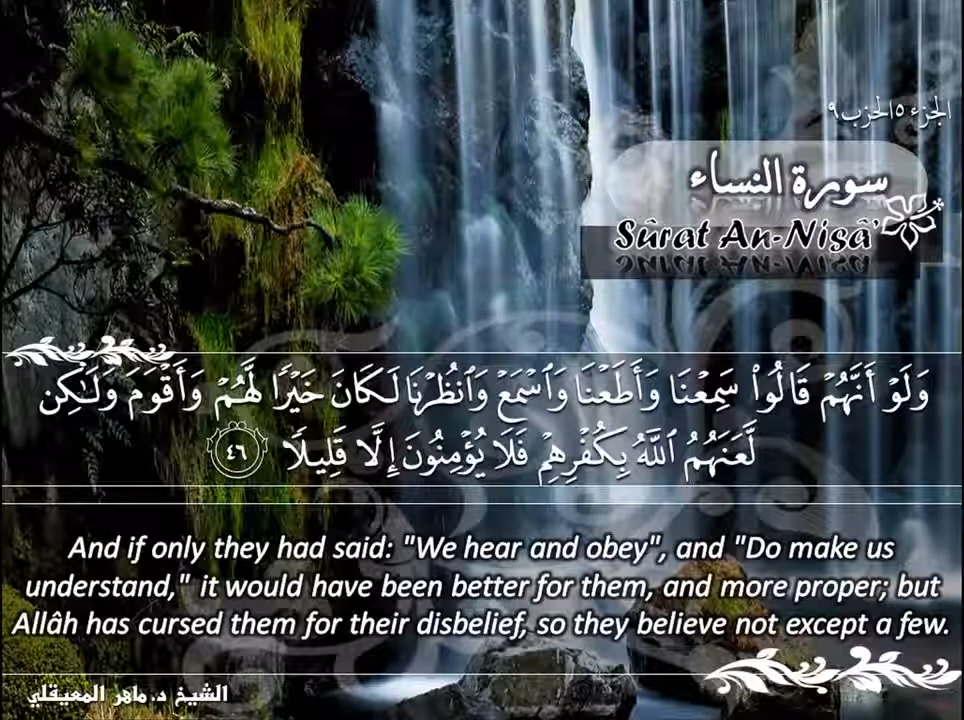 الجزء ٥ الحزب ٩
سورة النساء
Sûrat An-Nisâ'
وَلَوْ أَنَّهُمْ قَالُوا۟ سَمِعْنَا وَأَطَعْنَا وَٱسْمَعْ وَٱنظُرْنَا لَكَانَ خَيْرًا لَّهُمْ وَأَقْوَمَ وَلَـٰكِن
لَّعَنَهُمُ ٱللَّهُ بِكُفْرِهِمْ فَلَا يُؤْمِنُونَ إِلَّا قَلِيلًا ٤٦
And if only they had said: "We hear and obey", and "Do make us
understand," it would have been better for them, and more proper; but
Allâh has cursed them for their disbelief, so they believe not except a few.
الشيخ د. ماهر المعيقلي